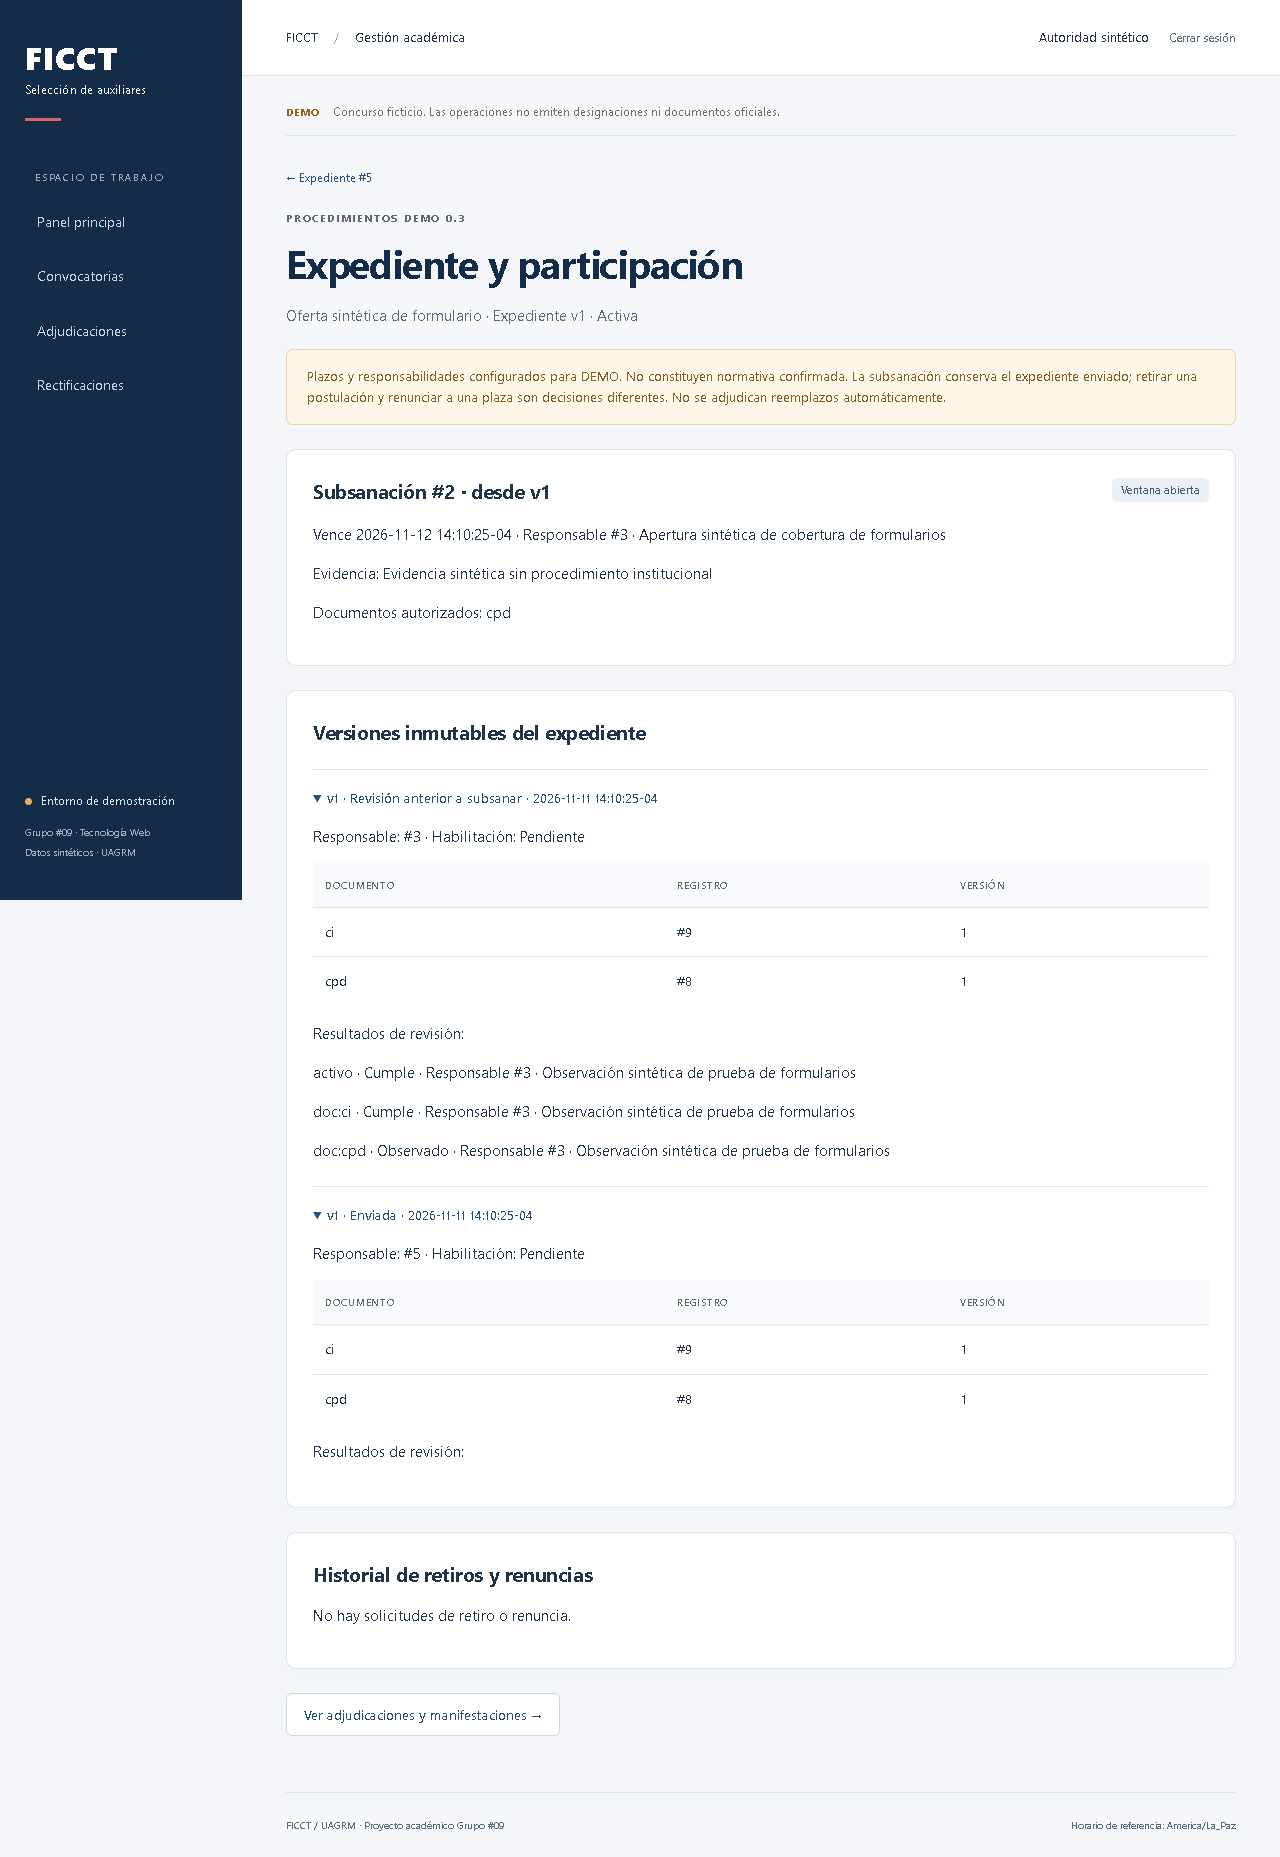 FICCT
Selección de auxiliares
ESPACIO DE TRABAJO
Panel principal
Convocatorias
Adjudicaciones
Rectificaciones
Entorno de demostración
Grupo #09 · Tecnología Web
Datos sintéticos · UAGRM
FICCT / Gestión académica
Autoridad sintético Cerrar sesión
DEMO Concurso ficticio. Las operaciones no emiten designaciones ni documentos oficiales.
← Expediente #5
PROCEDIMIENTOS DEMO 0.3
Expediente y participación
Oferta sintética de formulario · Expediente v1 · Activa
Plazos y responsabilidades configurados para DEMO. No constituyen normativa confirmada. La subsanación conserva el expediente enviado; retirar una
postulación y renunciar a una plaza son decisiones diferentes. No se adjudican reemplazos automáticamente.
Subsanación #2 · desde v1
Ventana abierta
Vence 2026-11-12 14:10:25-04 · Responsable #3 · Apertura sintética de cobertura de formularios
Evidencia: Evidencia sintética sin procedimiento institucional
Documentos autorizados: cpd
Versiones inmutables del expediente
▼ v1 · Revisión anterior a subsanar · 2026-11-11 14:10:25-04
Responsable: #3 · Habilitación: Pendiente
DOCUMENTO REGISTRO VERSIÓN
ci #9 1
cpd #8 1
Resultados de revisión:
activo · Cumple · Responsable #3 · Observación sintética de prueba de formularios
doc:ci · Cumple · Responsable #3 · Observación sintética de prueba de formularios
doc:cpd · Observado · Responsable #3 · Observación sintética de prueba de formularios
▼ v1 · Enviada · 2026-11-11 14:10:25-04
Responsable: #5 · Habilitación: Pendiente
DOCUMENTO REGISTRO VERSIÓN
ci #9 1
cpd #8 1
Resultados de revisión:
Historial de retiros y renuncias
No hay solicitudes de retiro o renuncia.
Ver adjudicaciones y manifestaciones →
FICCT / UAGRM · Proyecto académico Grupo #09
Horario de referencia: America/La_Paz